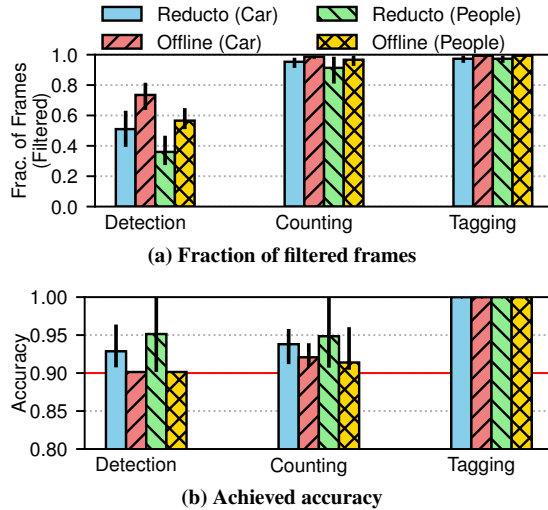 Reducto (Car)
Reducto (People)
Offline (Car)
Offline (People)
Frac. of Frames
(Filtered)
1.0
0.8
0.6
0.4
0.2
0.0
Detection
Counting
Tagging
(a) Fraction of filtered frames
Accuracy
1.00
0.95
0.90
0.85
0.80
Detection
Counting
Tagging
(b) Achieved accuracy